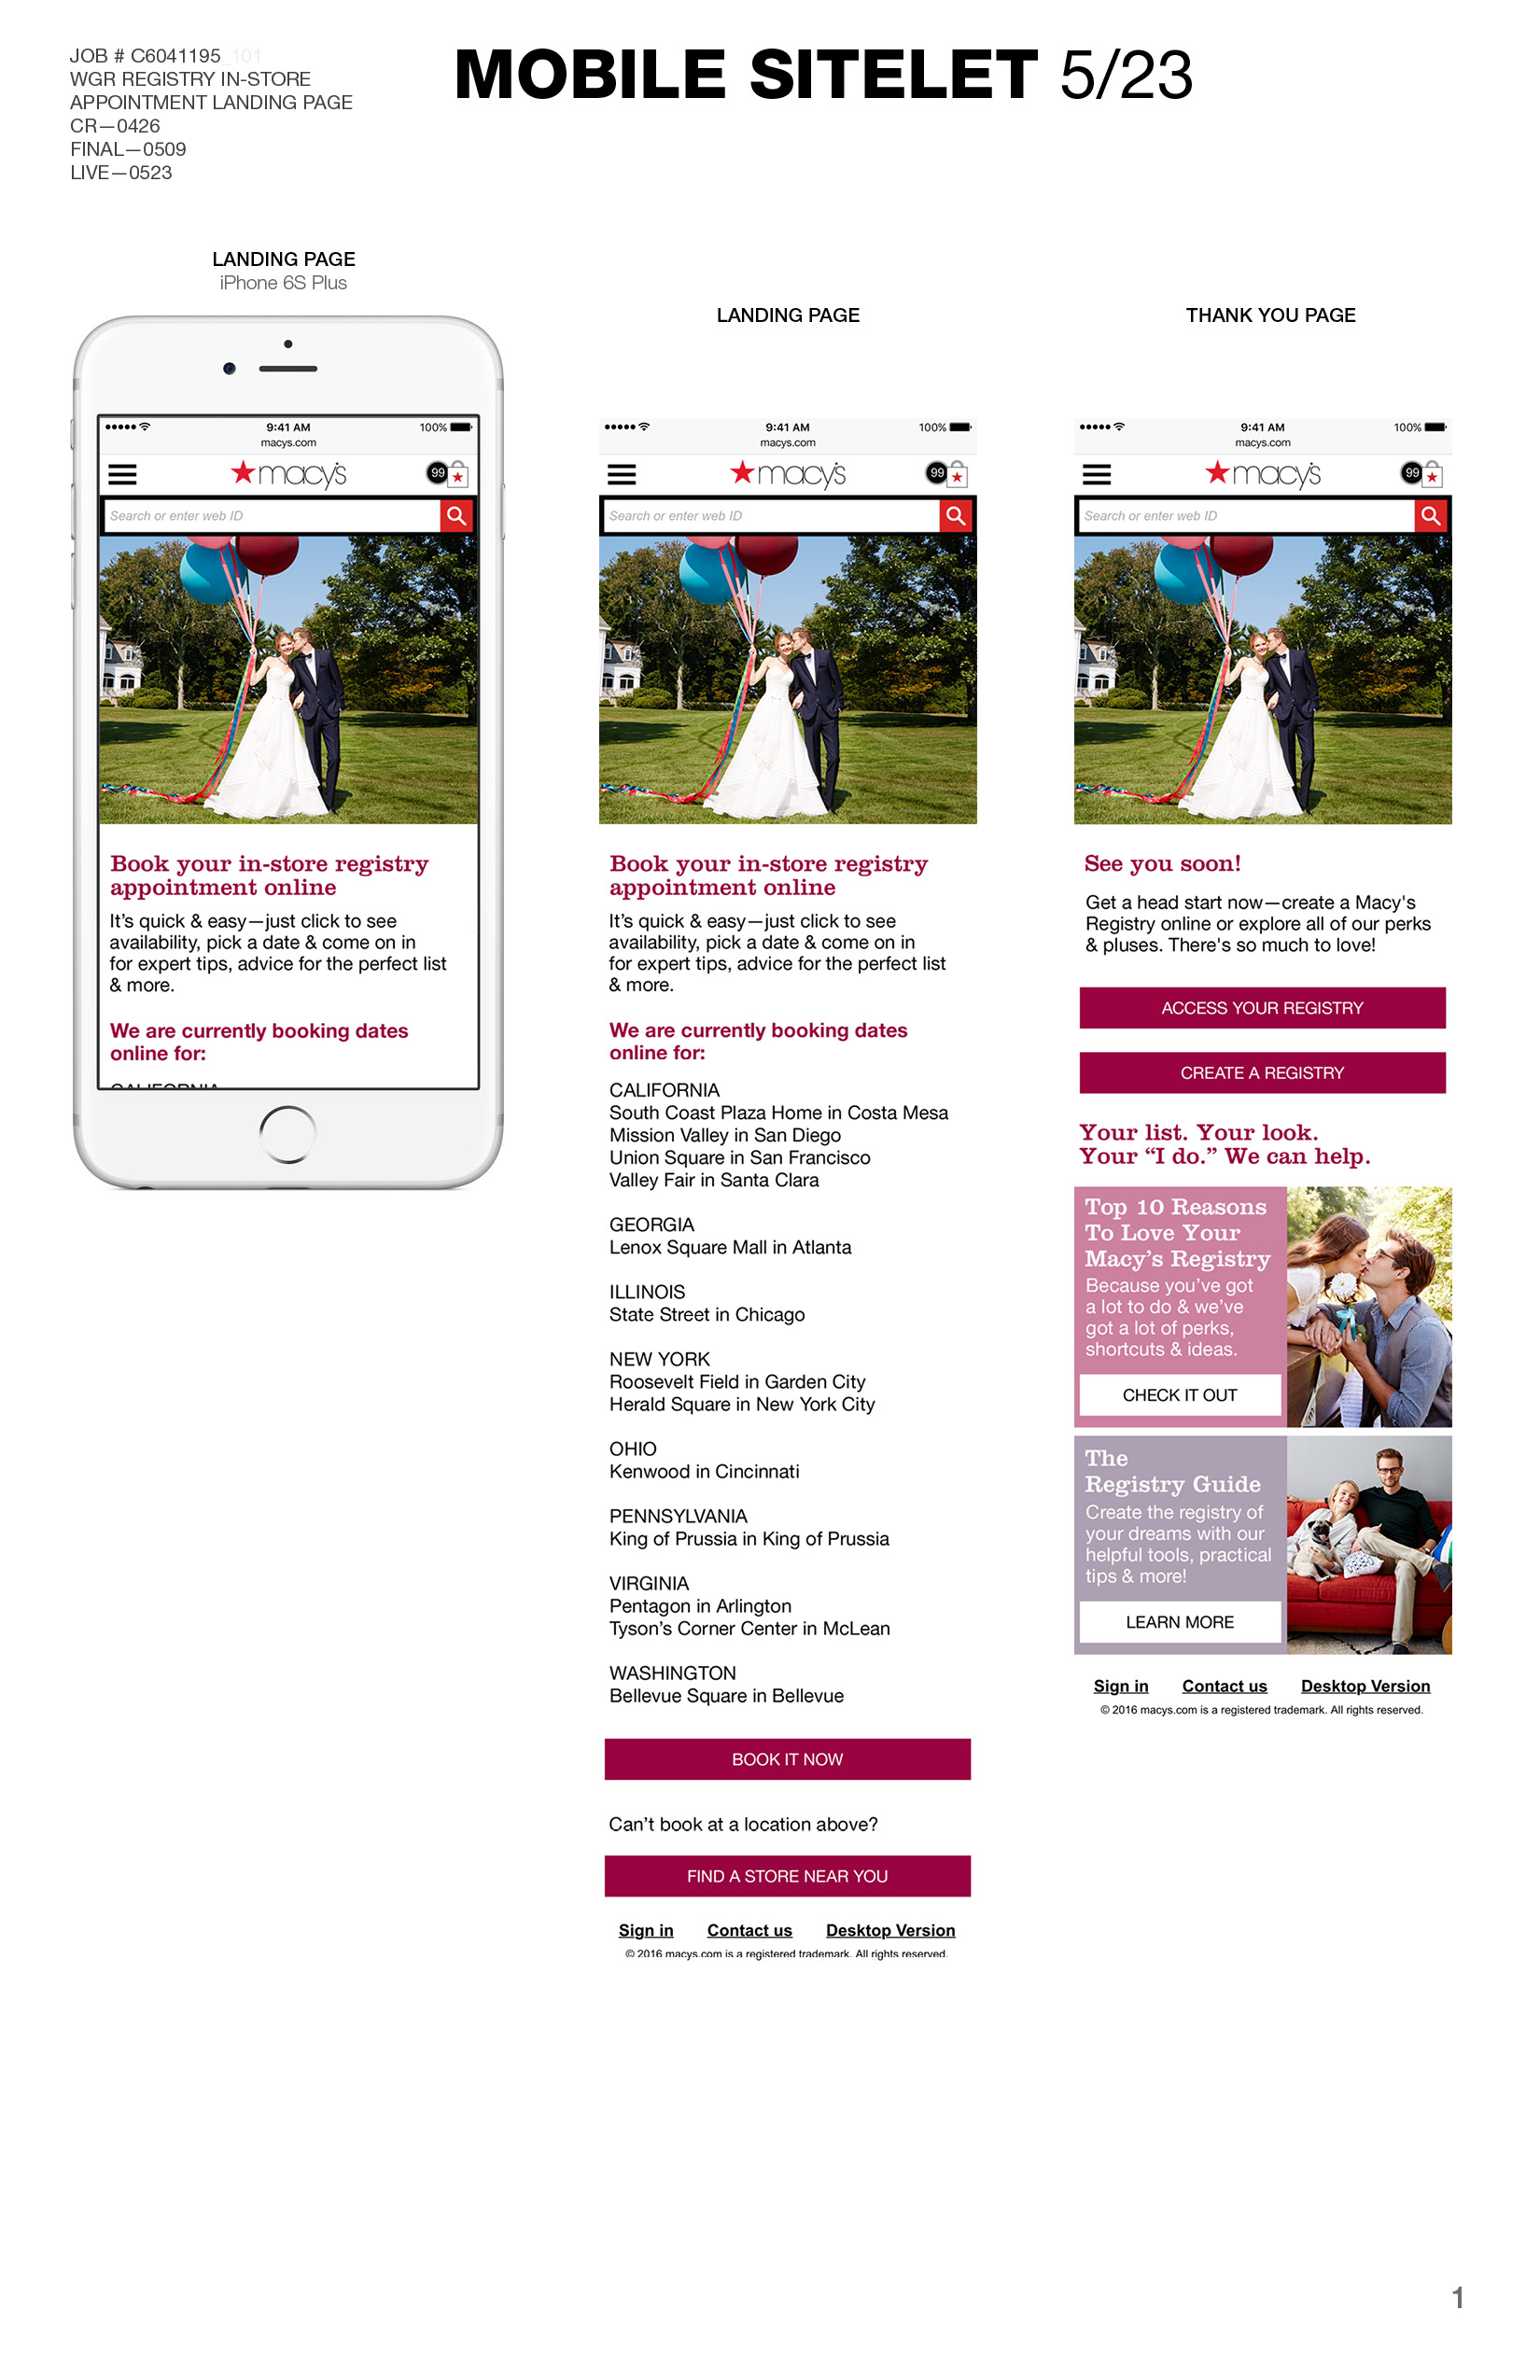 JOB # C6041195_101
WGR REGISTRY IN-STORE
APPOINTMENT LANDING PAGE
CR—0426
FINAL—0509
LIVE—0523
MOBILE SITELET 5/23
LANDING PAGE
iPhone 6S Plus
9:41 AM
100%
macys.com
macy's
99
Search or enter web ID
Book your in-store registry
appointment online
It’s quick & easy—just click to see
availability, pick a date & come on in
for expert tips, advice for the perfect list
& more.
We are currently booking dates
online for:
CALIFORNIA
LANDING PAGE
9:41 AM
100%
macys.com
macy's
99
Search or enter web ID
Book your in-store registry
appointment online
It’s quick & easy—just click to see
availability, pick a date & come on in
for expert tips, advice for the perfect list
& more.
We are currently booking dates
online for:
CALIFORNIA
South Coast Plaza Home in Costa Mesa
Mission Valley in San Diego
Union Square in San Francisco
Valley Fair in Santa Clara
GEORGIA
Lenox Square Mall in Atlanta
ILLINOIS
State Street in Chicago
NEW YORK
Roosevelt Field in Garden City
Herald Square in New York City
OHIO
Kenwood in Cincinnati
PENNSYLVANIA
King of Prussia in King of Prussia
VIRGINIA
Pentagon in Arlington
Tyson’s Corner Center in McLean
WASHINGTON
Bellevue Square in Bellevue
BOOK IT NOW
Can’t book at a location above?
FIND A STORE NEAR YOU
Sign in Contact us Desktop Version
© 2016 macys.com is a registered trademark. All rights reserved.
THANK YOU PAGE
9:41 AM
100%
macys.com
macy's
99
Search or enter web ID
See you soon!
Get a head start now—create a Macy's
Registry online or explore all of our perks
& pluses. There's so much to love!
ACCESS YOUR REGISTRY
CREATE A REGISTRY
Your list. Your look.
Your “I do.” We can help.
Top 10 Reasons
To Love Your
Macy’s Registry
Because you’ve got
a lot to do & we’ve
got a lot of perks,
shortcuts & ideas.
CHECK IT OUT
The
Registry Guide
Create the registry of
your dreams with our
helpful tools, practical
tips & more!
LEARN MORE
Sign in Contact us Desktop Version
© 2016 macys.com is a registered trademark. All rights reserved.
1